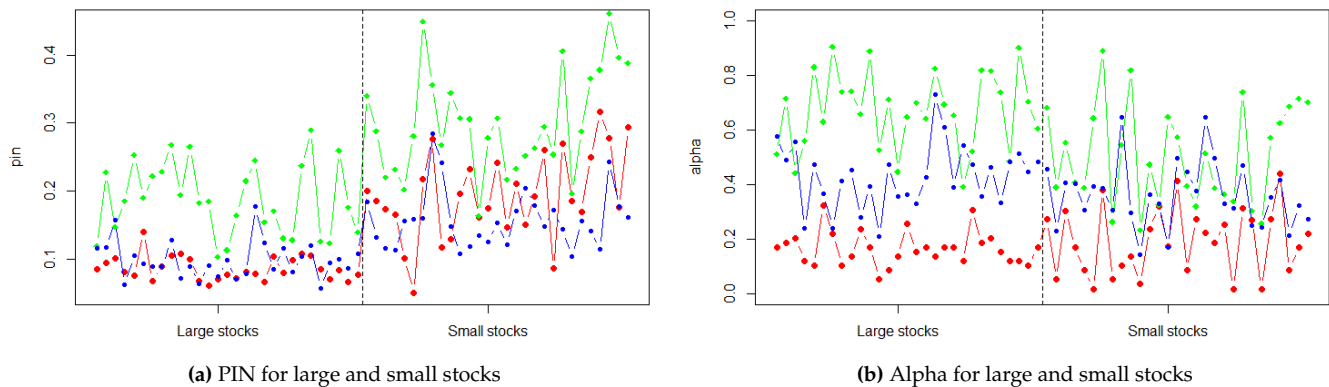 pin
0.1
0.2
0.3
0.4
Large stocks
Small stocks
(a) PIN for large and small stocks
alpha
0.0
0.2
0.4
0.6
0.8
1.0
Large stocks
Small stocks
(b) Alpha for large and small stocks